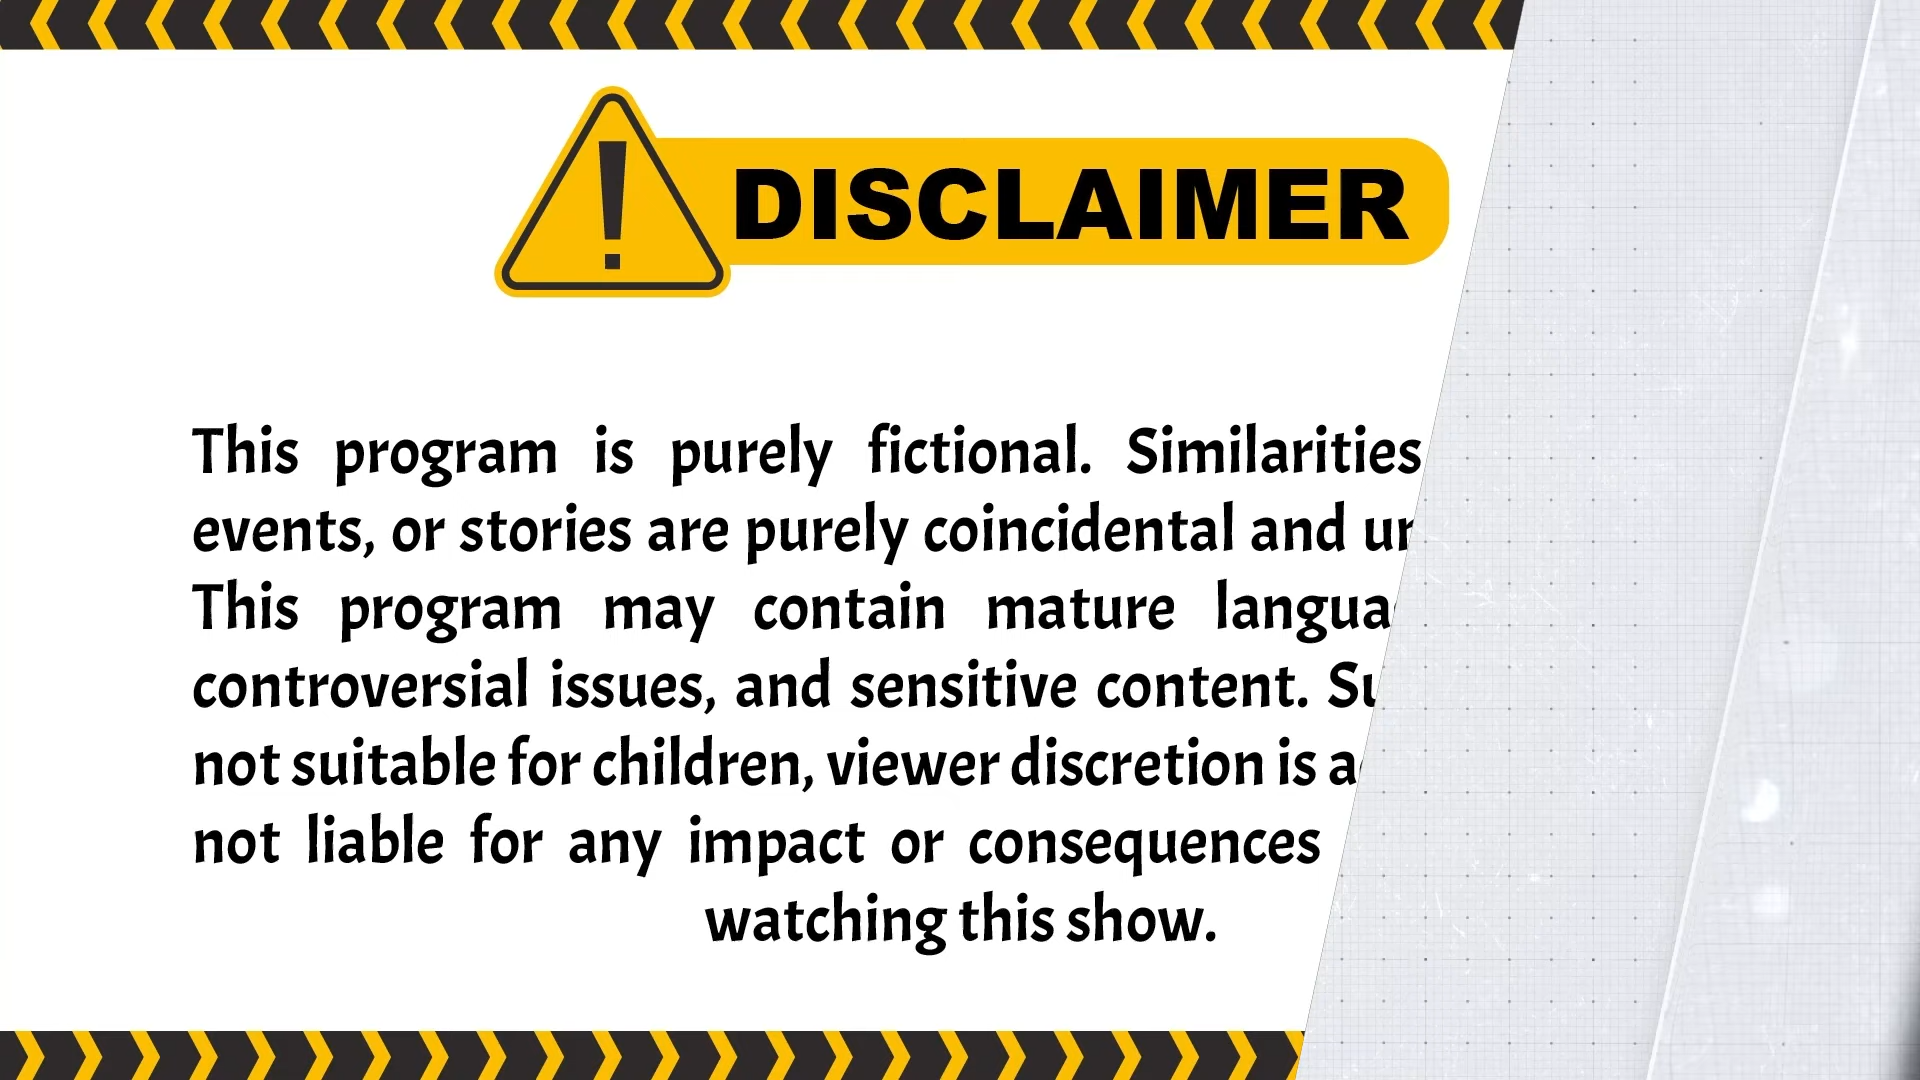 DISCLAIMER
This program is purely fictional. Similarities
events, or stories are purely coincidental and
This program may contain mature
controversial issues, and sensitive content.
not suitable for children, viewer discretion is
not liable for any impact or consequences
watching this show.